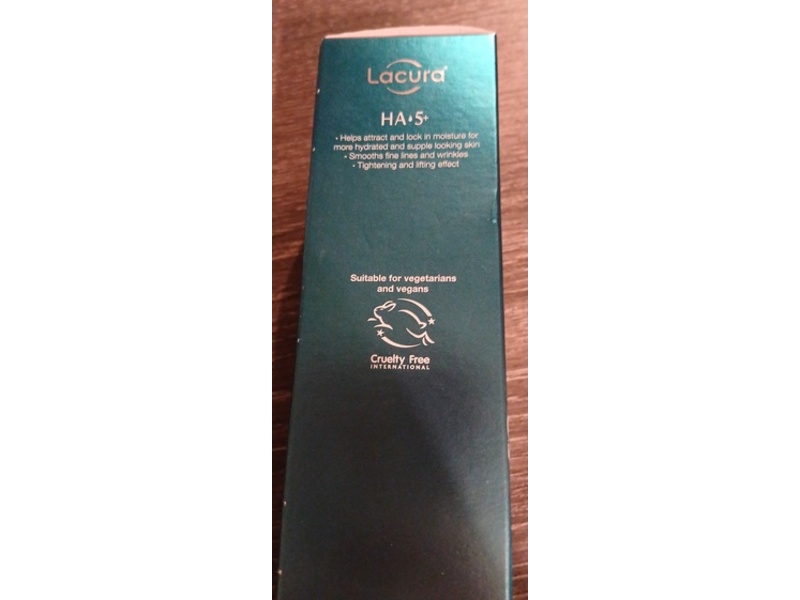 Lacura®
HA•5+
• Helps attract and lock in moisture for
more hydrated and supple looking skin
• Smooths fine lines and wrinkles
• Tightening and lifting effect
Suitable for vegetarians
and vegans
Cruelty Free
INTERNATIONAL